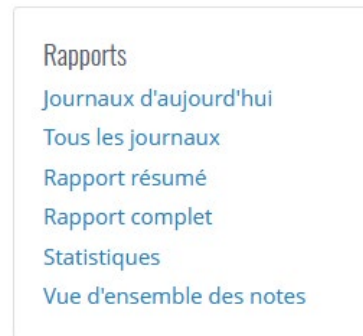 Rapports
Journaux d'aujourd'hui
Tous les journaux
Rapport résumé
Rapport complet
Statistiques
Vue d'ensemble des notes